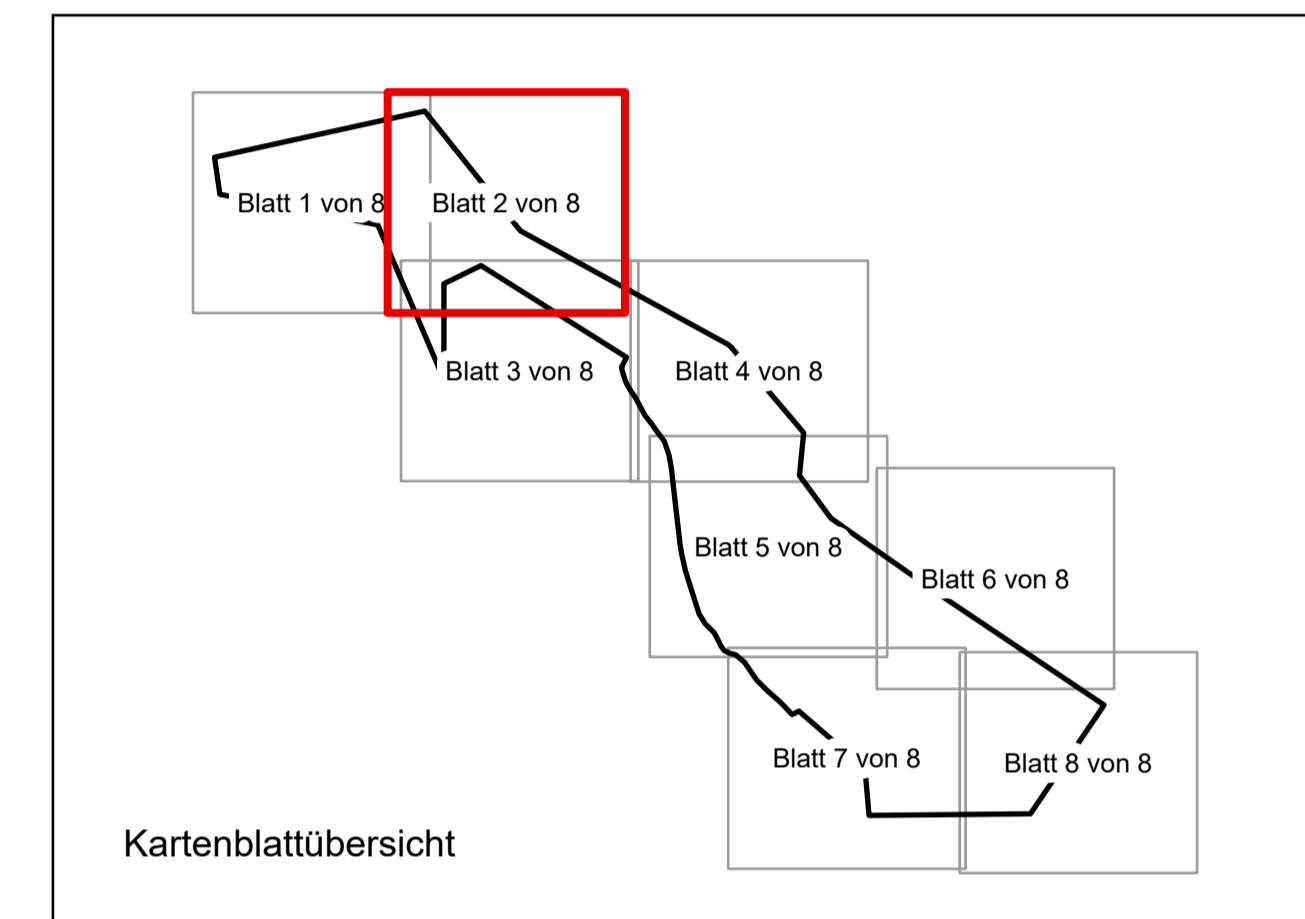 Blatt 1 von 8
Blatt 2 von 8
Blatt 3 von 8
Blatt 4 von 8
Blatt 5 von 8
Blatt 6 von 8
Blatt 7 von 8
Blatt 8 von 8
Kartenblattübersicht